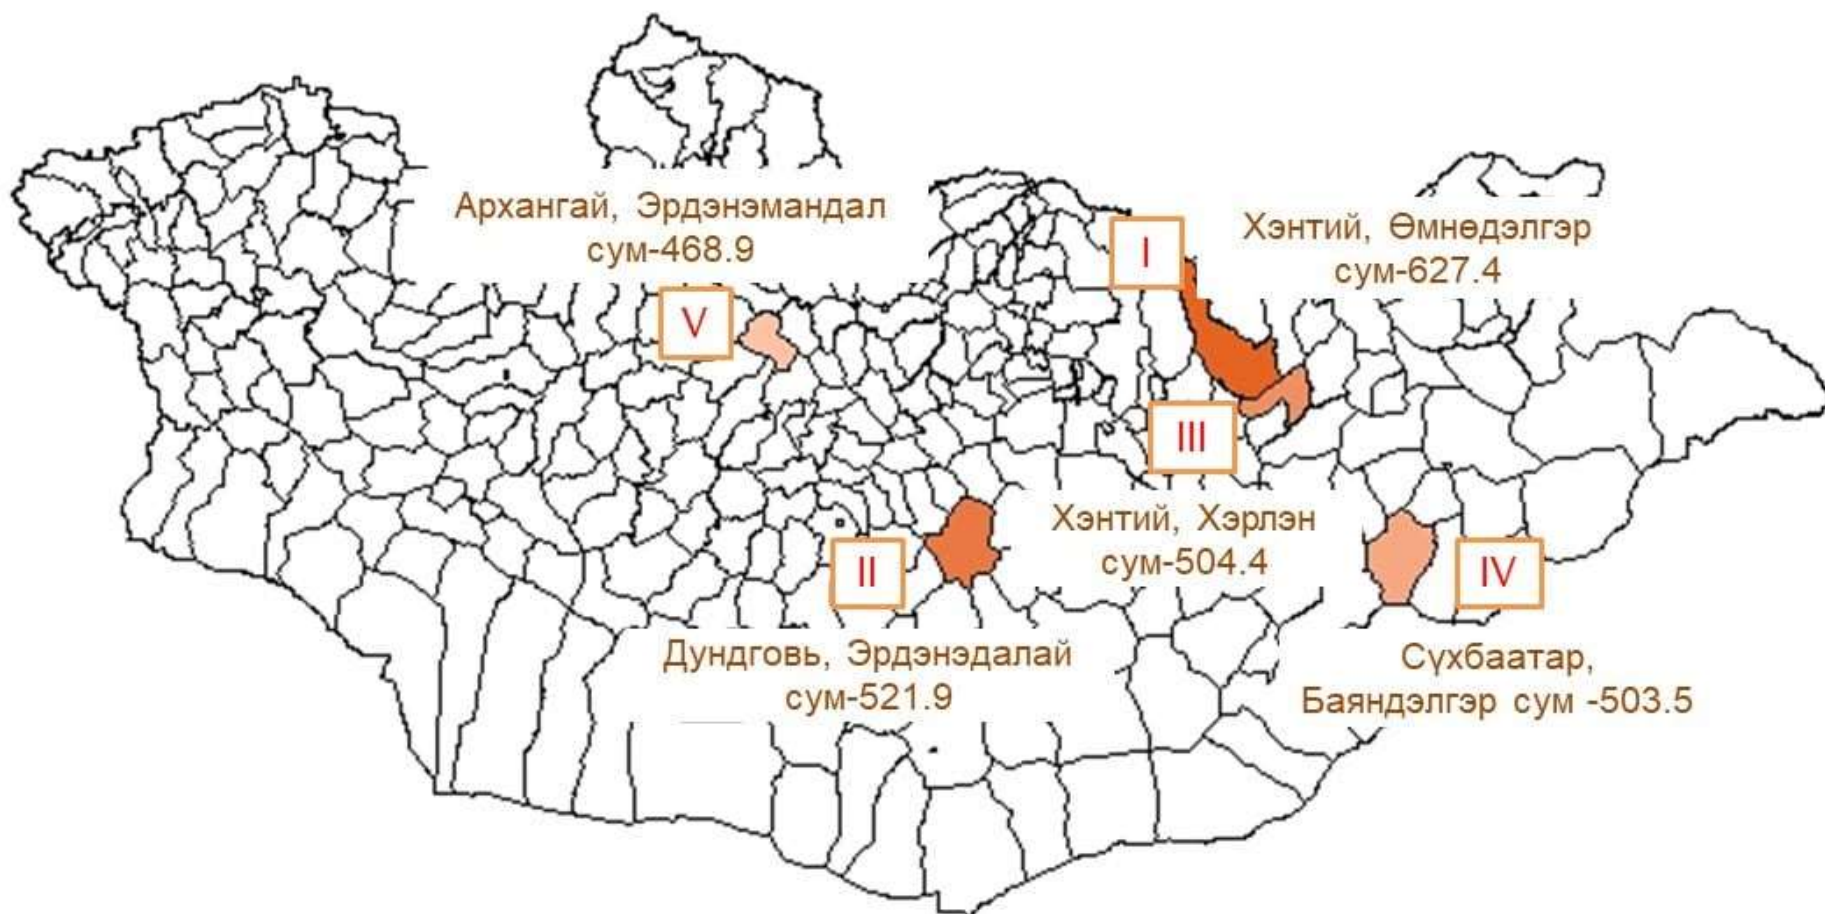 Архангай, Эрдэнэмандал
сум-468.9
I
Хэнтий, Өмнөдэлгэр
сум-627.4
V
III
Хэнтий, Хэрлэн
сум-504.4
II
IV
Дундговь, Эрдэнэдалай
сум-521.9
Сүхбаатар,
Баяндэлгэр сум -503.5